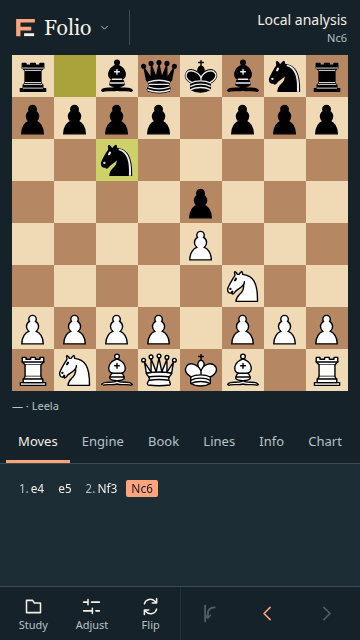 Folio
Local analysis
Nc6
— · Leela
Moves Engine Book Lines Info Chart
1. e4 e5 2. Nf3 Nc6
Study Adjust Flip